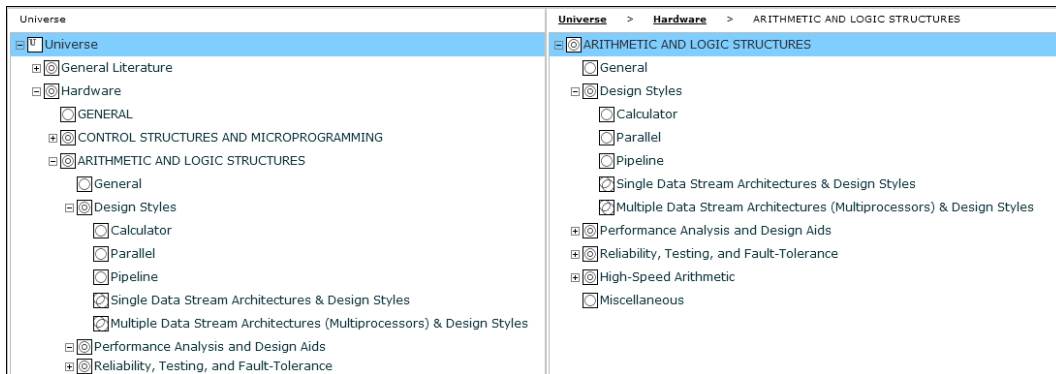 Universe
U Universe
General Literature
Hardware
GENERAL
CONTROL STRUCTURES AND MICROPROGRAMMING
ARITHMETIC AND LOGIC STRUCTURES
General
Design Styles
Calculator
Parallel
Pipeline
Single Data Stream Architectures & Design Styles
Multiple Data Stream Architectures (Multiprocessors) & Design Styles
Performance Analysis and Design Aids
Reliability, Testing, and Fault-Tolerance
Universe > Hardware > ARITHMETIC AND LOGIC STRUCTURES
ARITHMETIC AND LOGIC STRUCTURES
General
Design Styles
Calculator
Parallel
Pipeline
Single Data Stream Architectures & Design Styles
Multiple Data Stream Architectures (Multiprocessors) & Design Styles
Performance Analysis and Design Aids
Reliability, Testing, and Fault-Tolerance
High-Speed Arithmetic
Miscellaneous